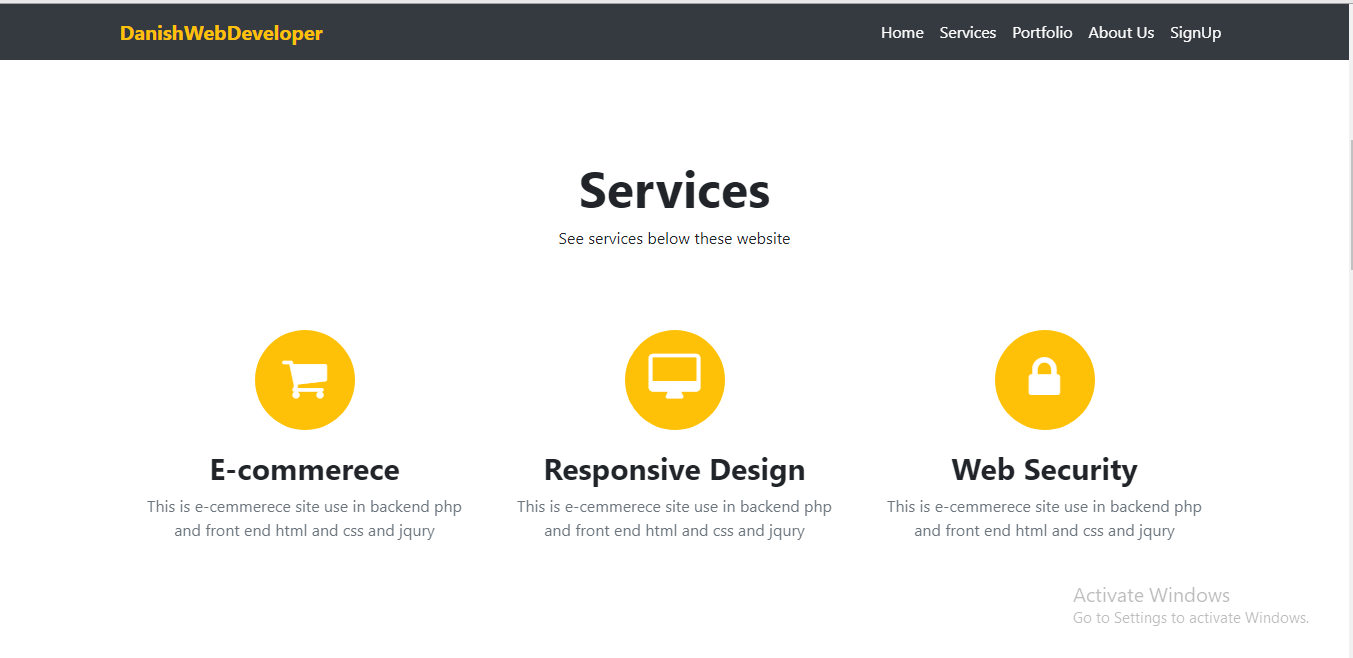 DanishWebDeveloper
Home Services Portfolio About Us SignUp
Services
See services below these website
E-commerece
This is e-cemmerece site use in backend php
and front end html and css and jqury
Responsive Design
This is e-cemmerece site use in backend php
and front end html and css and jqury
Web Security
This is e-cemmerece site use in backend php
and front end html and css and jqury
Activate Windows
Go to Settings to activate Windows.